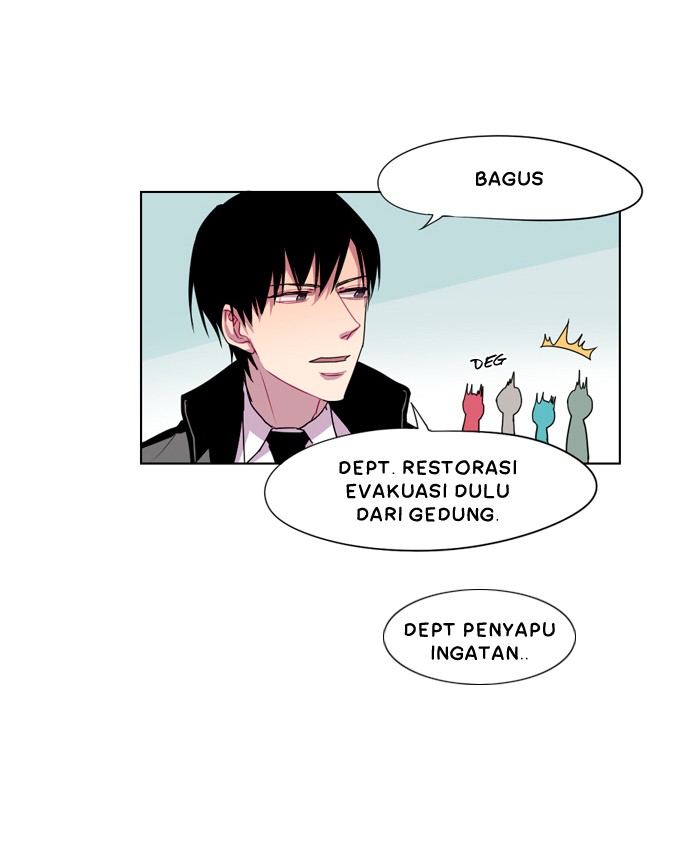 BAGUS
DEG
DEPT. RESTORASI
EVAKUASI DULU
DARI GEDUNG.
DEPT PENYAPU
INGATAN..